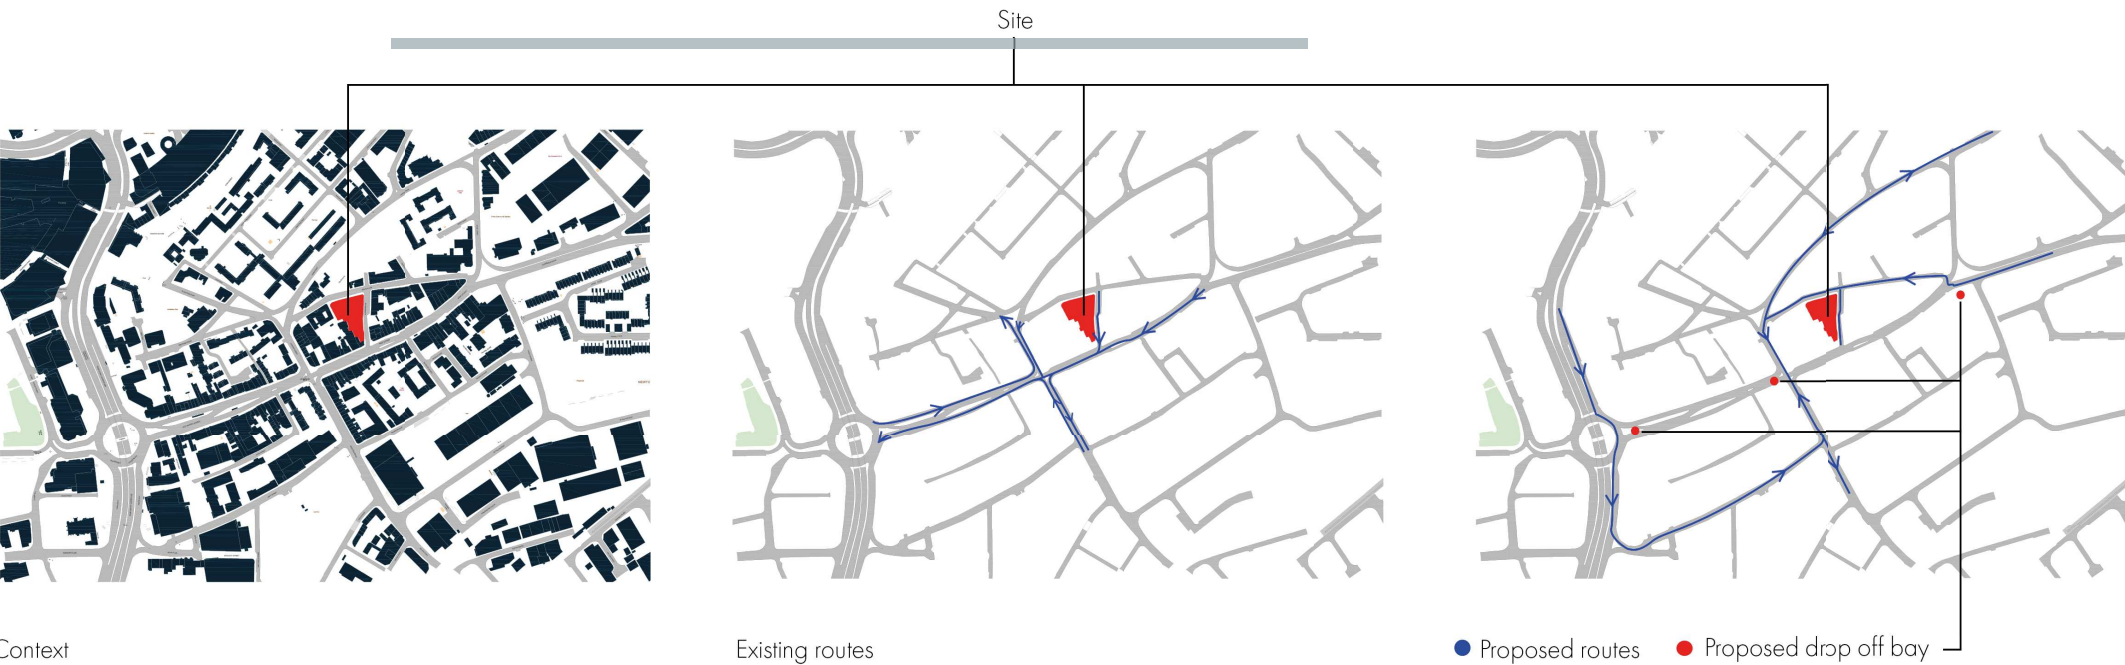 Site
Context
Existing routes
Proposed routes
Proposed drop off bay